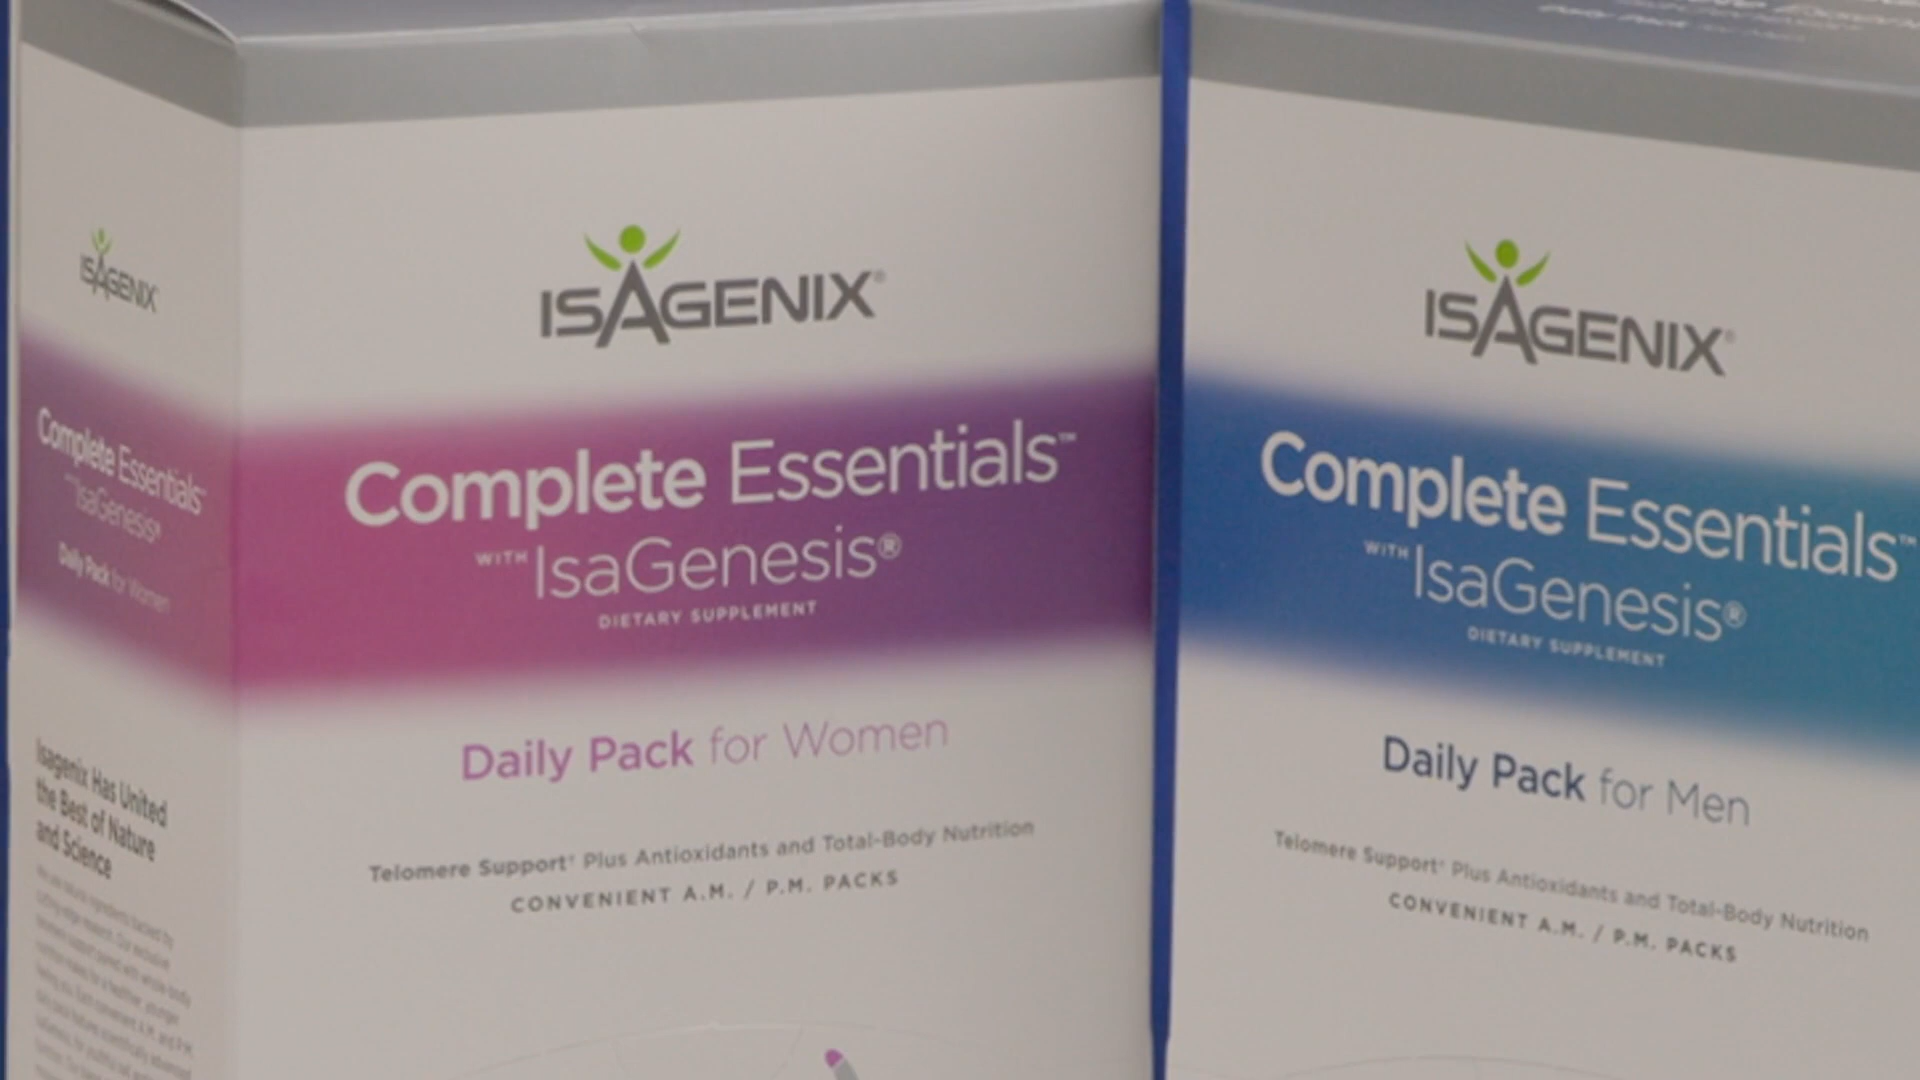 ISAGENIX
Complete Essentials™
IsaGenesis®
Daily Pack for Women
Isagenix Has United
the Best of Nature
and Science
ISAGENIX®
Complete Essentials™
WITH IsaGenesis®
DIETARY SUPPLEMENT
Daily Pack for Women
Telomere Support† Plus Antioxidants and Total-Body Nutrition
CONVENIENT A.M. / P.M. PACKS
ISAGENIX®
Complete Essentials™
WITH IsaGenesis®
DIETARY SUPPLEMENT
Daily Pack for Men
Telomere Support† Plus Antioxidants and Total-Body Nutrition
CONVENIENT A.M. / P.M. PACKS